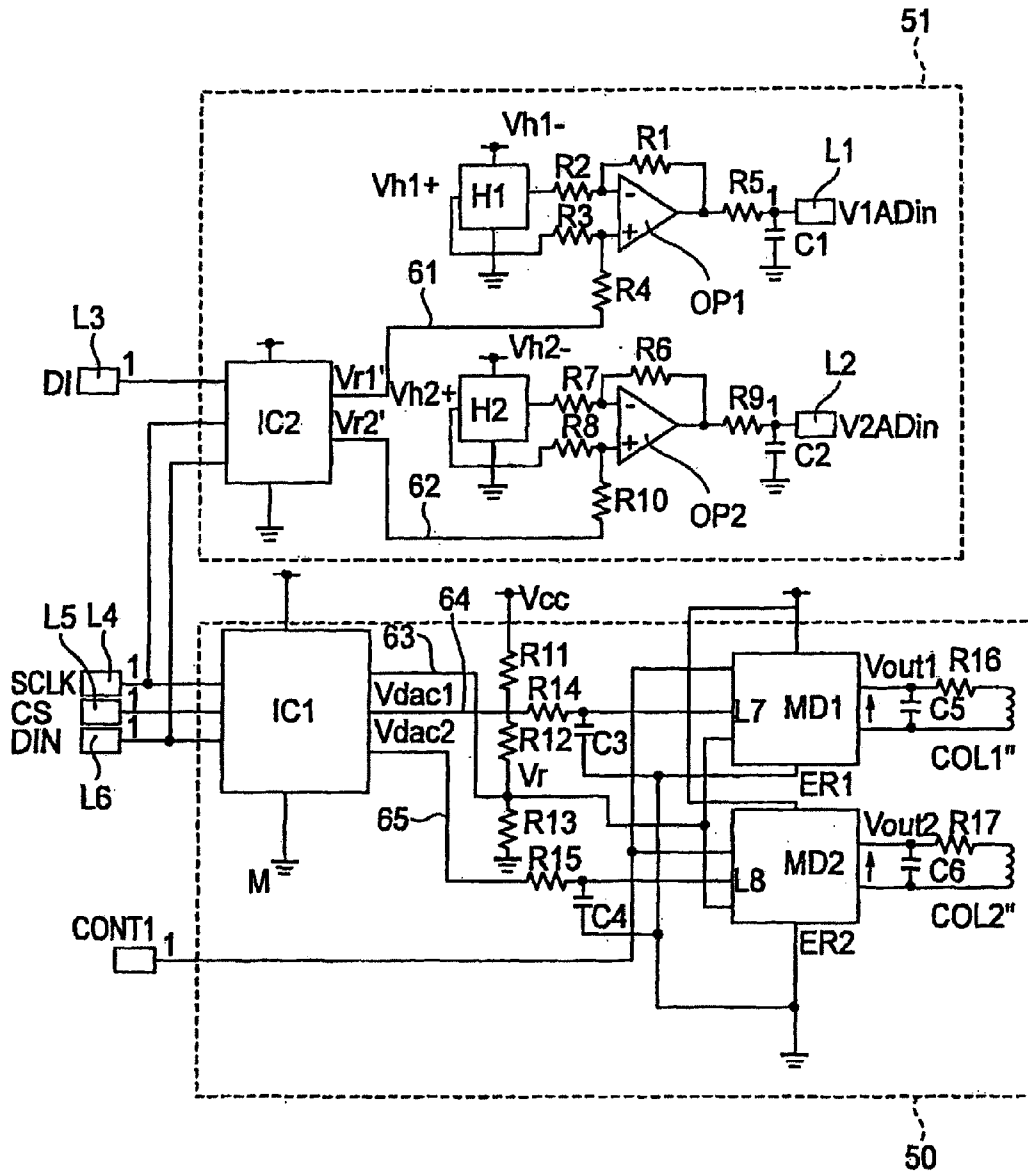 51
Vh1-
R1
L1
Vh1+
H1
R2
R5
1
V1ADin
R3
-
+
C1
61
R4
OP1
L3
DI
1
Vr1'
Vh2-
R6
L2
Vh2+
H2
R7
R9
1
V2ADin
IC2
Vr2'
R8
-
+
C2
62
R10
OP2
L5 L4
64
Vcc
63
R11
Vout1 R16
SCLK 1
CS 1
DIN 1
IC1
Vdac1
R14
L7
MD1
C5
Vdac2
R12
C3
COL1"
L6
Vr
ER1
65
R13
Vout2 R17
M
R15
L8
MD2
C6
C4
COL2"
CONT1 1
ER2
50